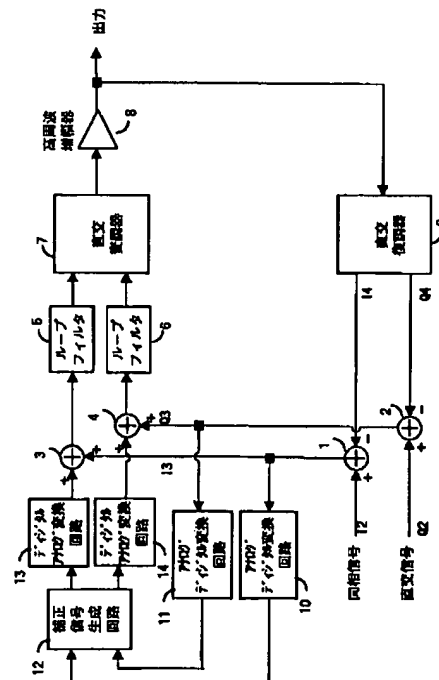 出力
高周波
増幅器
8
直交
変調器
7
直交
復調器
ループ
フィルタ
5
ループ
フィルタ
6
I4
Q4
3
4
Q3
I3
1
2
I2
Q2
同相信号
直交信号
ディジタル
アナログ変換
回路
13
ディジタル
アナログ変換
回路
14
アナログ
ディジタル変換
回路
11
アナログ
ディジタル変換
回路
10
補正
信号
生成
回路
12